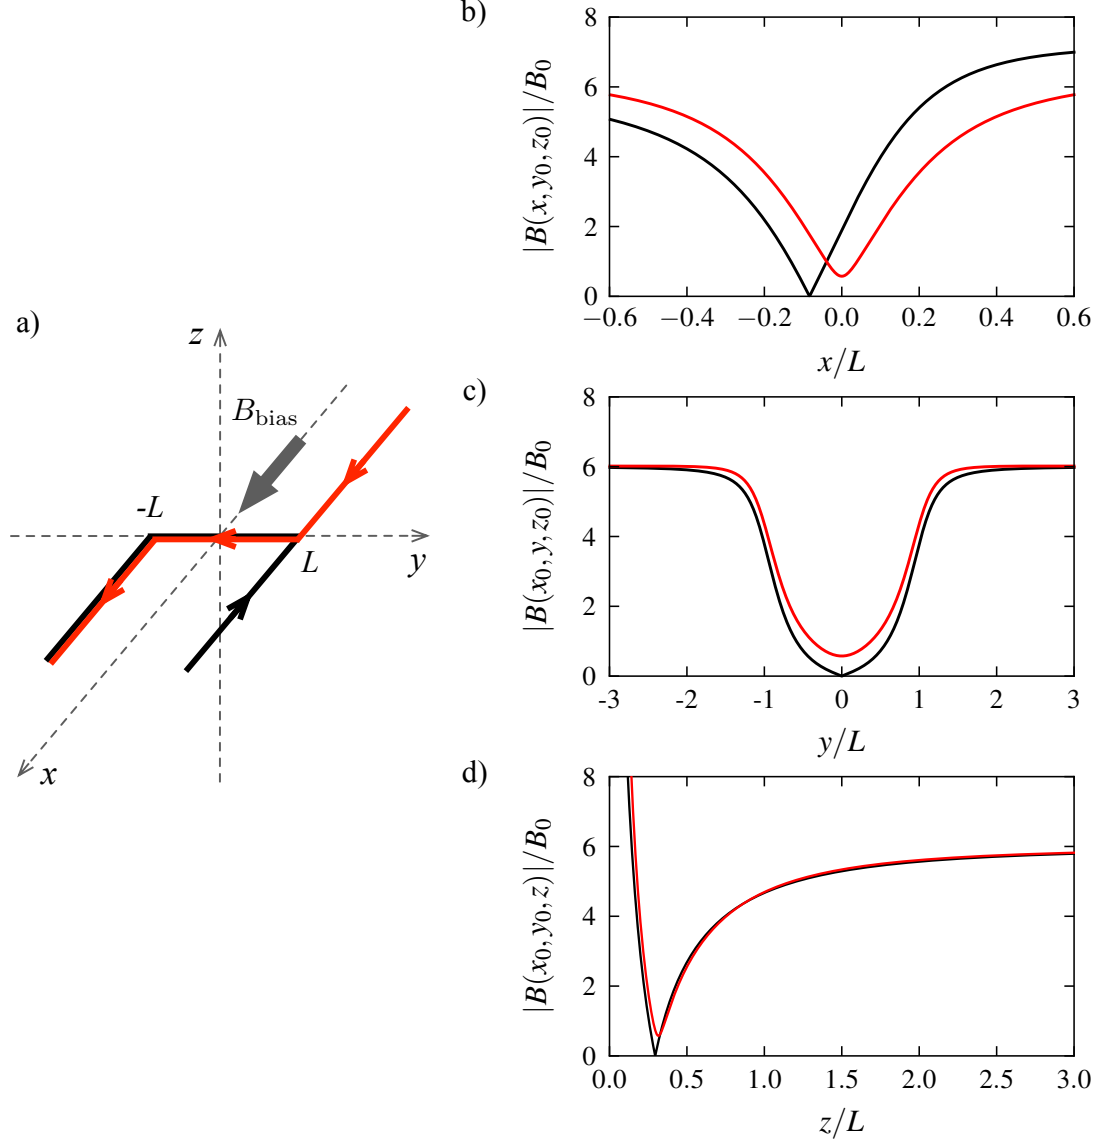 a)
z
B_bias
-L
L
y
x
b)
|B(x,y₀,z₀)|/B₀
8
6
4
2
0
−0.6 −0.4 −0.2 0.0 0.2 0.4 0.6
x/L
c)
|B(x₀,y,z₀)|/B₀
8
6
4
2
0
-3 -2 -1 0 1 2 3
y/L
d)
|B(x₀,y₀,z)|/B₀
8
6
4
2
0
0.0 0.5 1.0 1.5 2.0 2.5 3.0
z/L